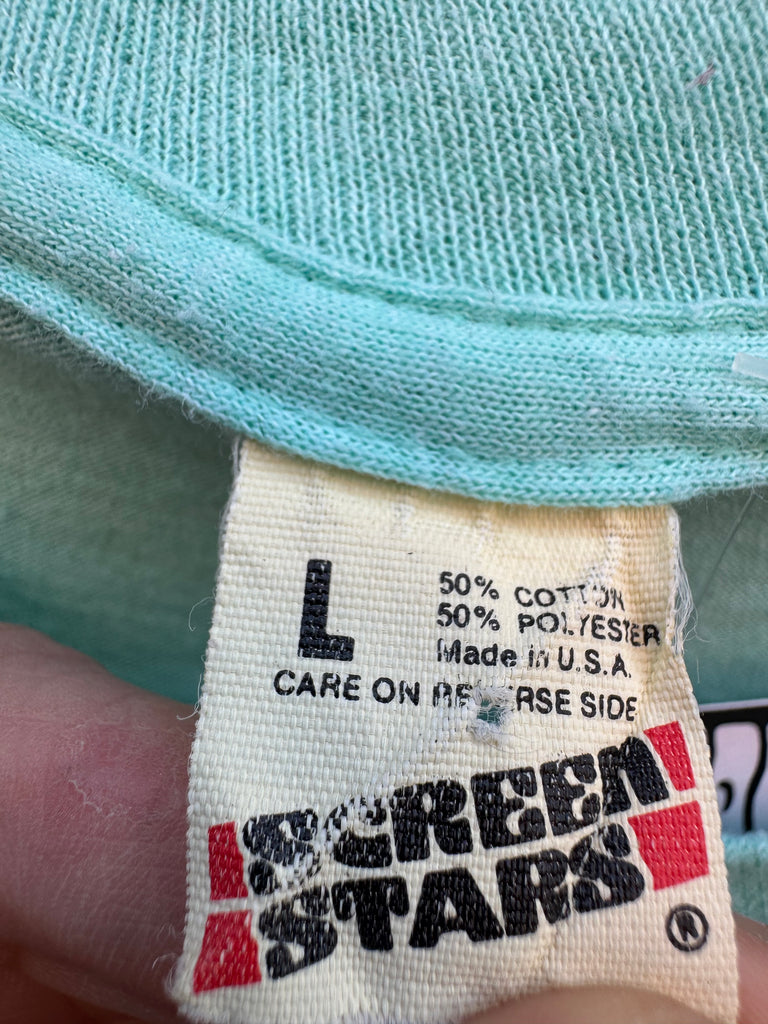 L
50% COTTON
50% POLYESTER
Made in U.S.A.
CARE ON REVERSE SIDE
SCREEN
STARS
®